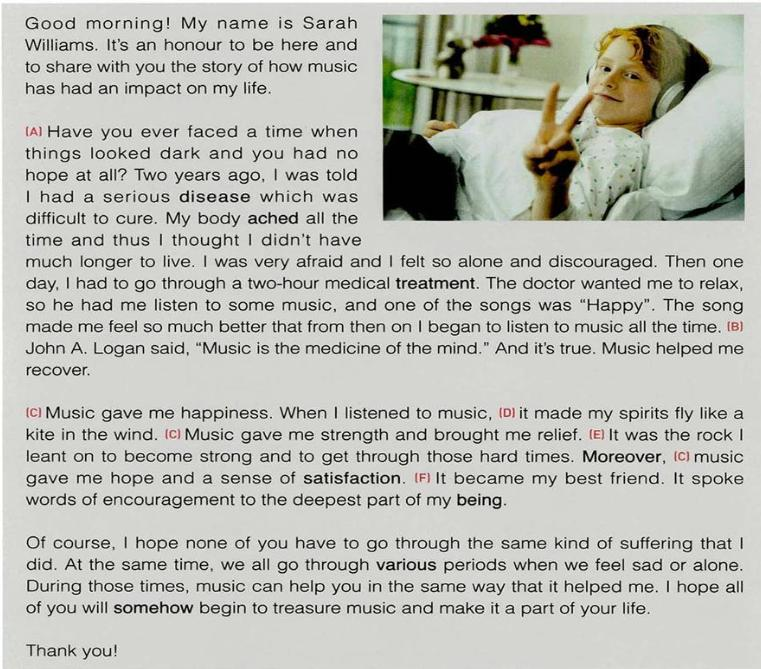 Good morning! My name is Sarah
Williams. It's an honour to be here and
to share with you the story of how music
has had an impact on my life.
[A] Have you ever faced a time when
things looked dark and you had no
hope at all? Two years ago, I was told
I had a serious disease which was
difficult to cure. My body ached all the
time and thus I thought I didn't have
much longer to live. I was very afraid and I felt so alone and discouraged. Then one
day, I had to go through a two-hour medical treatment. The doctor wanted me to relax,
so he had me listen to some music, and one of the songs was “Happy”. The song
made me feel so much better that from then on I began to listen to music all the time. [B]
John A. Logan said, “Music is the medicine of the mind.” And it's true. Music helped me
recover.
[C] Music gave me happiness. When I listened to music, [D] it made my spirits fly like a
kite in the wind. [C] Music gave me strength and brought me relief. [E] It was the rock I
leant on to become strong and to get through those hard times. Moreover, [C] music
gave me hope and a sense of satisfaction. [F] It became my best friend. It spoke
words of encouragement to the deepest part of my being.
Of course, I hope none of you have to go through the same kind of suffering that I
did. At the same time, we all go through various periods when we feel sad or alone.
During those times, music can help you in the same way that it helped me. I hope all
of you will somehow begin to treasure music and make it a part of your life.
Thank you!